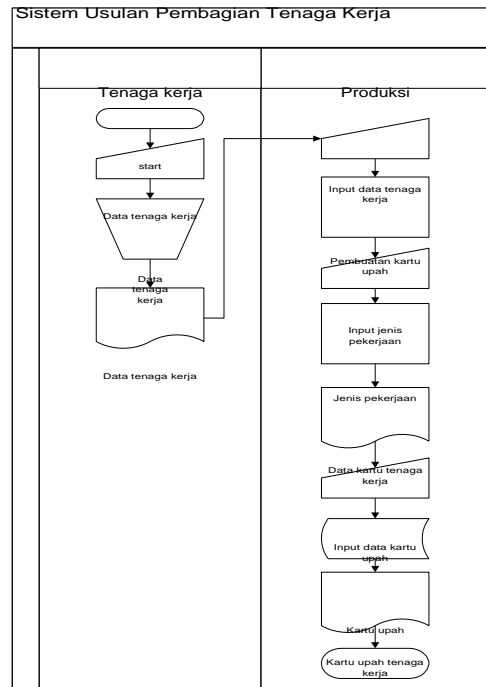 Sistem Usulan Pembagian Tenaga Kerja
Tenaga kerja
start
Data tenaga kerja
Data
tenaga
kerja
Data tenaga kerja
Produksi
Input data tenaga
kerja
Pembuatan kartu
upah
Input jenis
pekerjaan
Jenis pekerjaan
Data kartu tenaga
kerja
Input data kartu
upah
Kartu upah
Kartu upah tenaga
kerja